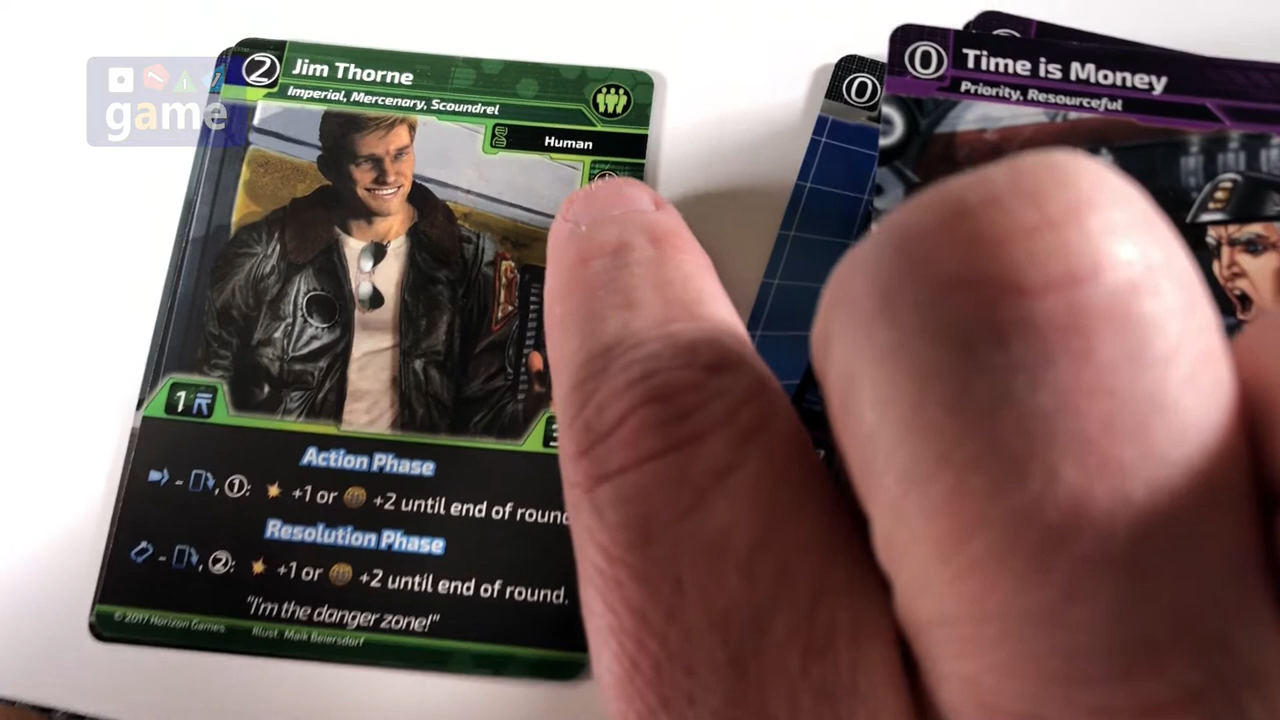 game
2 Jim Thorne
Imperial, Mercenary, Scoundrel
Human
1
Action Phase
- , 1: +1 or +2 until end of round
Resolution Phase
- , 2: +1 or +2 until end of round.
"I'm the danger zone!"
© 2017 Horizon Games Illust. Maik Beiersdorf
0
0 Time is Money
Priority, Resourceful